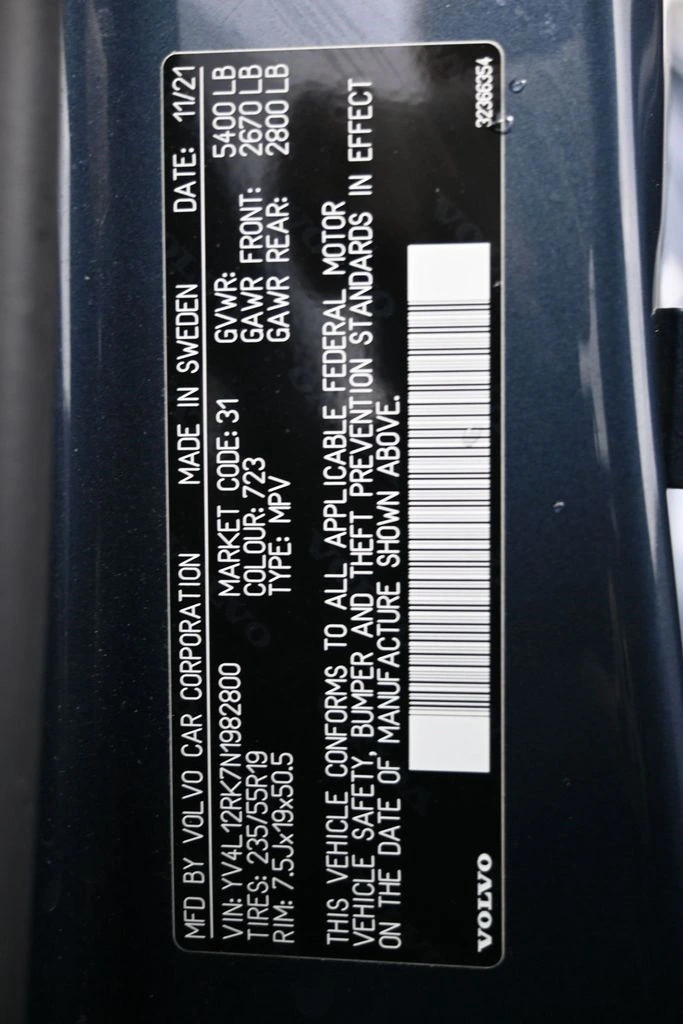 MFD BY VOLVO CAR CORPORATION MADE IN SWEDEN DATE: 11/21
VIN: YV4L12RK7N1982800 MARKET CODE: 31 GVWR: 5400 LB
TIRES: 235/55R19 COLOUR: 723 GAWR FRONT: 2670 LB
RIM: 7.5Jx19x50.5 TYPE: MPV GAWR REAR: 2800 LB
THIS VEHICLE CONFORMS TO ALL APPLICABLE FEDERAL MOTOR
VEHICLE SAFETY, BUMPER AND THEFT PREVENTION STANDARDS IN EFFECT
ON THE DATE OF MANUFACTURE SHOWN ABOVE.
VOLVO 32366354